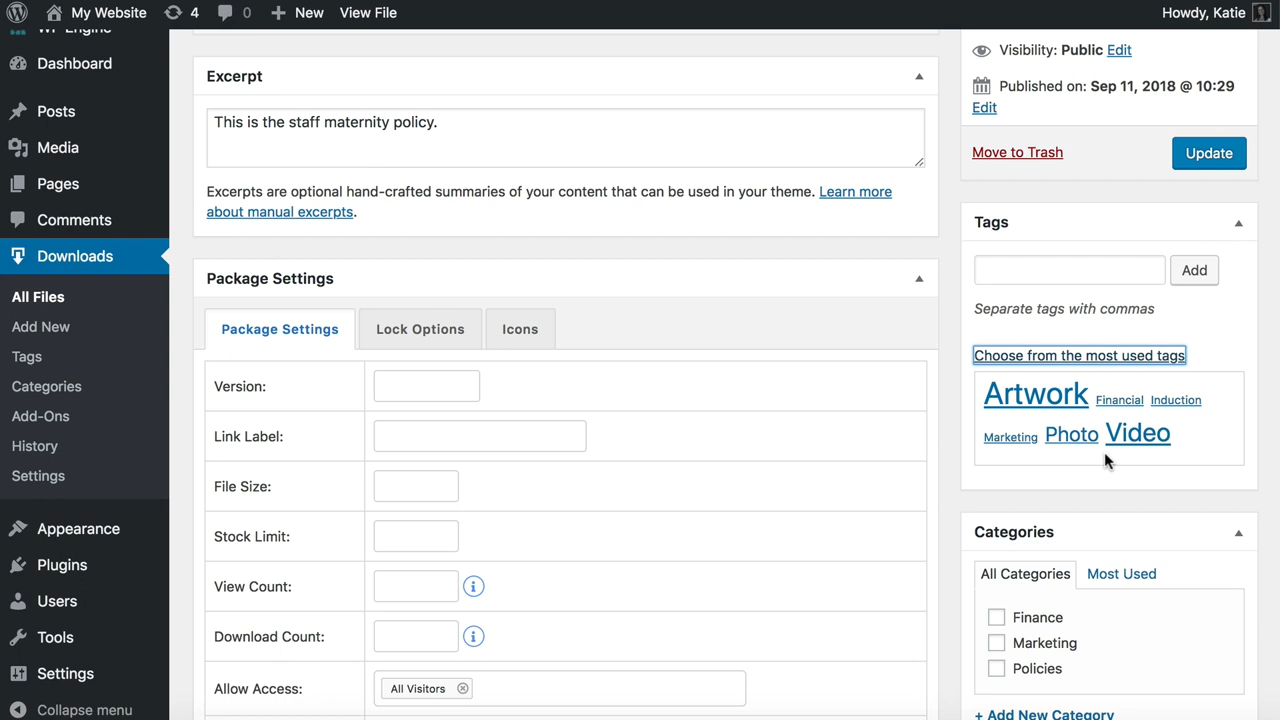 My Website 4 0 New View File Howdy, Katie
WP Engine
Dashboard
Posts
Media
Pages
Comments
Downloads
All Files
Add New
Tags
Categories
Add-Ons
History
Settings
Appearance
Plugins
Users
Tools
Settings
Collapse menu
Excerpt
This is the staff maternity policy.
Excerpts are optional hand-crafted summaries of your content that can be used in your theme. Learn more
about manual excerpts.
Package Settings
Package Settings Lock Options Icons
Version:
Link Label:
File Size:
Stock Limit:
View Count:
Download Count:
Allow Access: All Visitors
Visibility: Public Edit
Published on: Sep 11, 2018 @ 10:29
Edit
Move to Trash Update
Tags
Add
Separate tags with commas
Choose from the most used tags
Artwork Financial Induction
Marketing Photo Video
Categories
All Categories Most Used
Finance
Marketing
Policies
+ Add New Category